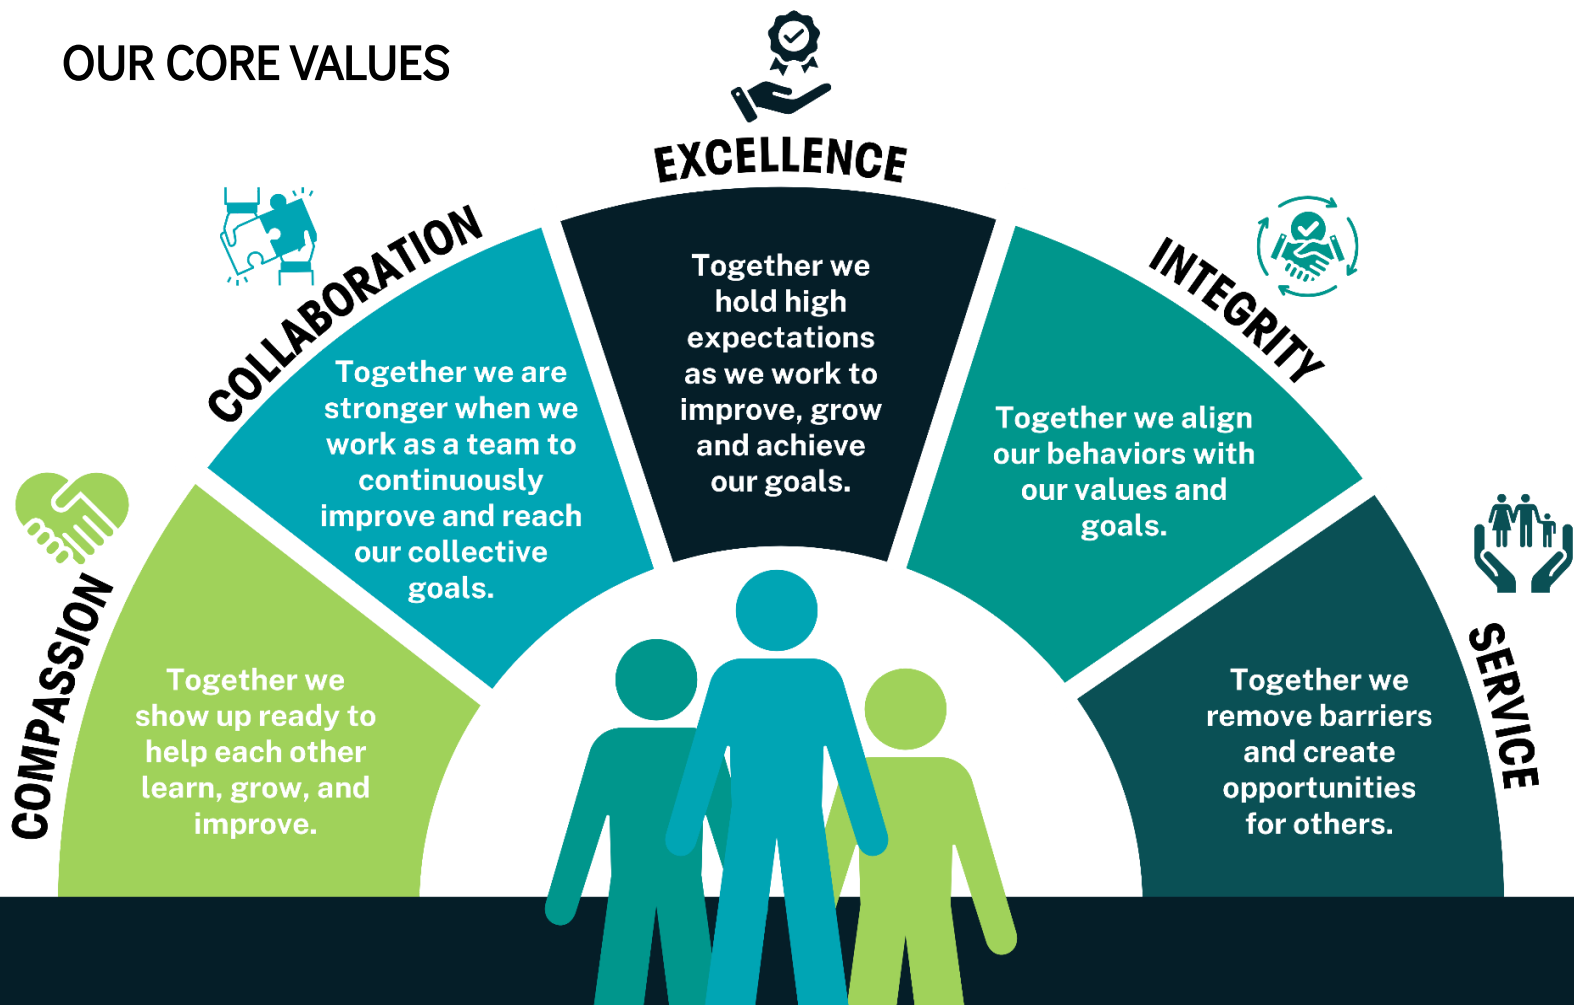 OUR CORE VALUES
COMPASSION
Together we
show up ready to
help each other
learn, grow, and
improve.
COLLABORATION
Together we are
stronger when we
work as a team to
continuously
improve and reach
our collective
goals.
EXCELLENCE
Together we
hold high
expectations
as we work to
improve, grow
and achieve
our goals.
INTEGRITY
Together we align
our behaviors with
our values and
goals.
SERVICE
Together we
remove barriers
and create
opportunities
for others.